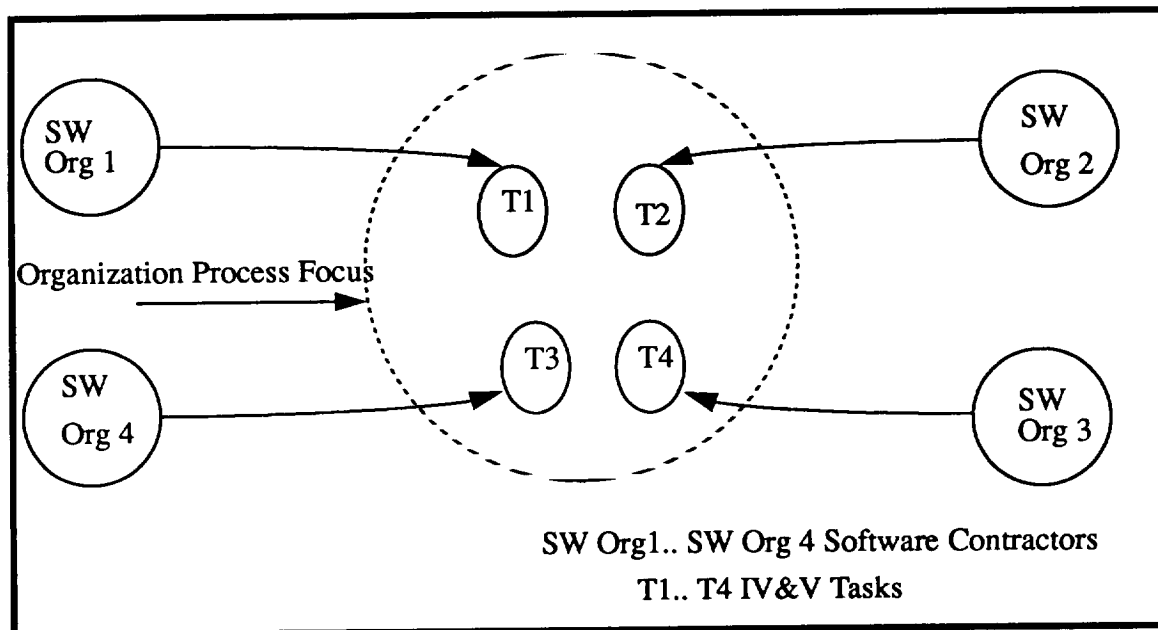 SW
Org 1
SW
Org 2
T1
T2
Organization Process Focus
T3
T4
SW
Org 4
SW
Org 3
SW Org1.. SW Org 4 Software Contractors
T1.. T4 IV&V Tasks